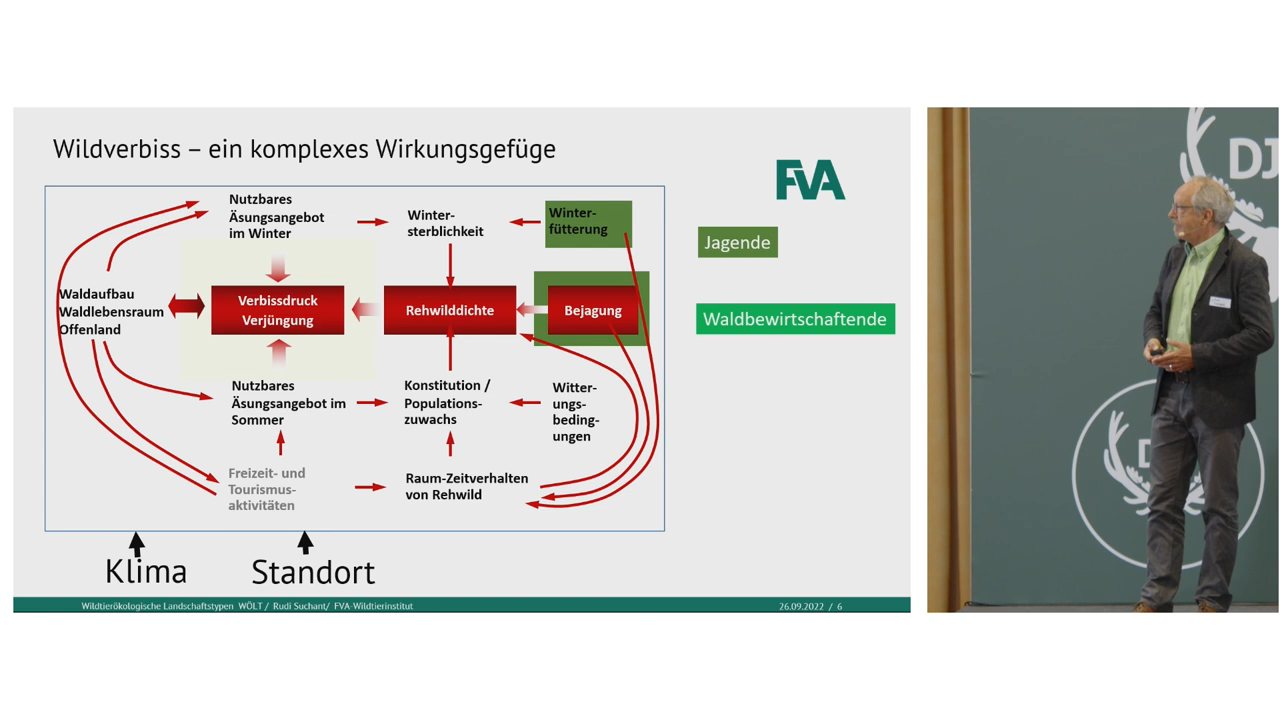 Wildverbiss – ein komplexes Wirkungsgefüge
FVA
Nutzbares
Äsungsangebot
im Winter
Winter-
sterblichkeit
Winter-
fütterung
Jagende
Waldaufbau
Waldlebensraum
Offenland
Verbissdruck
Verjüngung
Rehwilddichte
Bejagung
Waldbewirtschaftende
Nutzbares
Äsungsangebot im
Sommer
Konstitution /
Populations-
zuwachs
Witter-
ungs-
beding-
ungen
Freizeit- und
Tourismus-
aktivitäten
Raum-Zeitverhalten
von Rehwild
Klima
Standort
Wildtierökologische Landschaftstypen WÖLT / Rudi Suchant/ FVA-Wildtierinstitut
26.09.2022 / 6
DJ